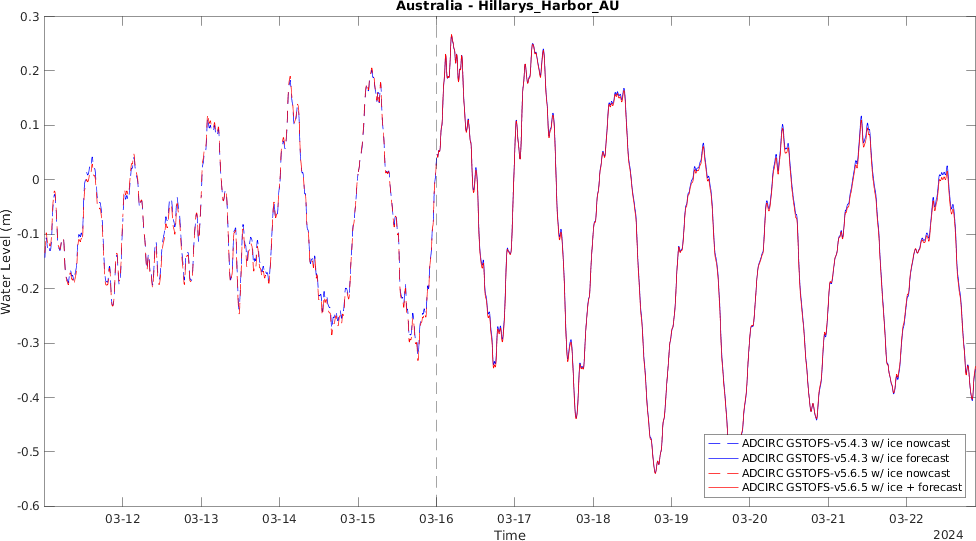 Australia - Hillarys_Harbor_AU
0.3
0.2
0.1
0
-0.1
-0.2
-0.3
-0.4
-0.5
-0.6
Water Level (m)
ADCIRC GSTOFS-v5.4.3 w/ ice nowcast
ADCIRC GSTOFS-v5.4.3 w/ ice forecast
ADCIRC GSTOFS-v5.6.5 w/ ice nowcast
ADCIRC GSTOFS-v5.6.5 w/ ice + forecast
03-12 03-13 03-14 03-15 03-16 03-17 03-18 03-19 03-20 03-21 03-22
Time
2024